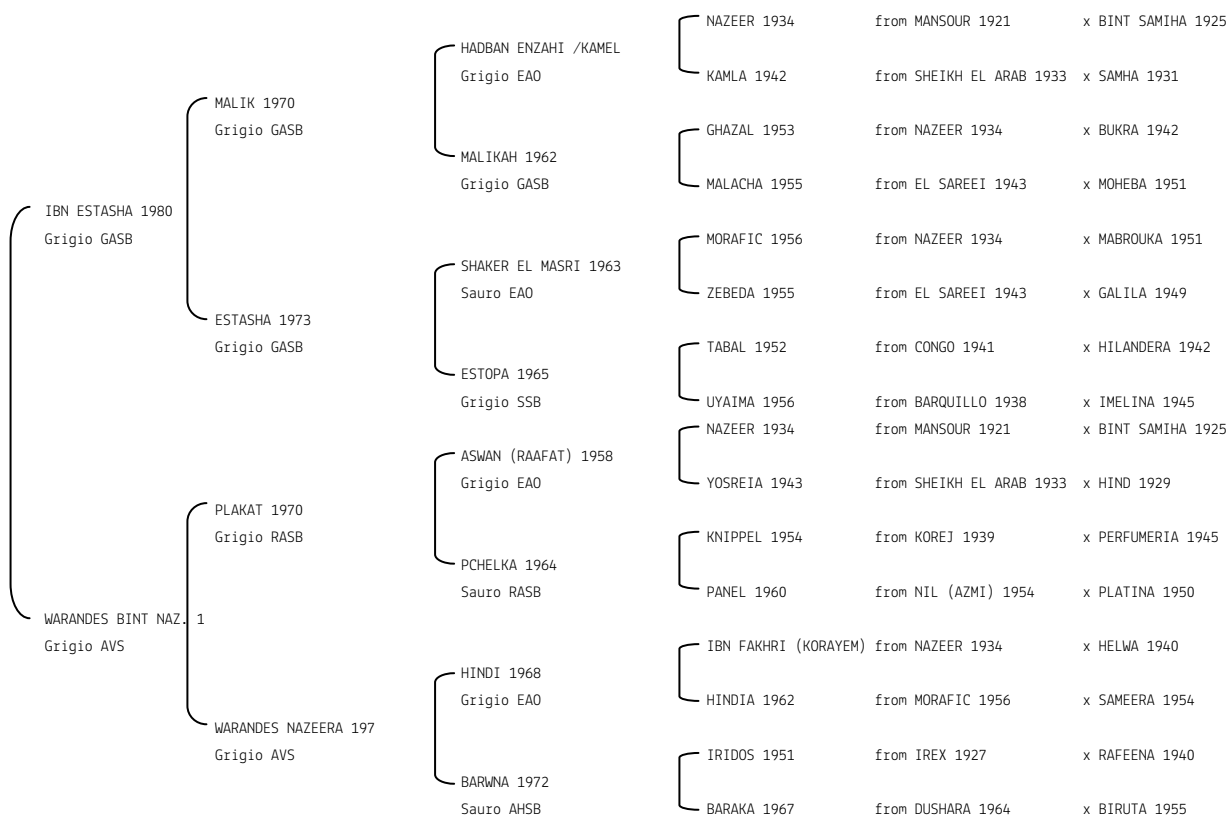 NAZEER 1934 from MANSOUR 1921 x BINT SAMIHA 1925
HADBAN ENZAHI /KAMEL
Grigio EAO
KAMLA 1942 from SHEIKH EL ARAB 1933 x SAMHA 1931
MALIK 1970
Grigio GASB
GHAZAL 1953 from NAZEER 1934 x BUKRA 1942
MALIKAH 1962
Grigio GASB
MALACHA 1955 from EL SAREEI 1943 x MOHEBA 1951
IBN ESTASHA 1980
Grigio GASB
MORAFIC 1956 from NAZEER 1934 x MABROUKA 1951
SHAKER EL MASRI 1963
Sauro EAO
ZEBEDA 1955 from EL SAREEI 1943 x GALILA 1949
ESTASHA 1973
Grigio GASB
TABAL 1952 from CONGO 1941 x HILANDERA 1942
ESTOPA 1965
Grigio SSB
UYAIMA 1956 from BARQUILLO 1938 x IMELINA 1945
NAZEER 1934 from MANSOUR 1921 x BINT SAMIHA 1925
ASWAN (RAAFAT) 1958
Grigio EAO
YOSREIA 1943 from SHEIKH EL ARAB 1933 x HIND 1929
PLAKAT 1970
Grigio RASB
KNIPPEL 1954 from KOREJ 1939 x PERFUMERIA 1945
PCHELKA 1964
Sauro RASB
PANEL 1960 from NIL (AZMI) 1954 x PLATINA 1950
WARANDES BINT NAZ. 1
Grigio AVS
IBN FAKHRI (KORAYEM) from NAZEER 1934 x HELWA 1940
HINDI 1968
Grigio EAO
HINDIA 1962 from MORAFIC 1956 x SAMEERA 1954
WARANDES NAZEERA 197
Grigio AVS
IRIDOS 1951 from IREX 1927 x RAFEENA 1940
BARWNA 1972
Sauro AHSB
BARAKA 1967 from DUSHARA 1964 x BIRUTA 1955